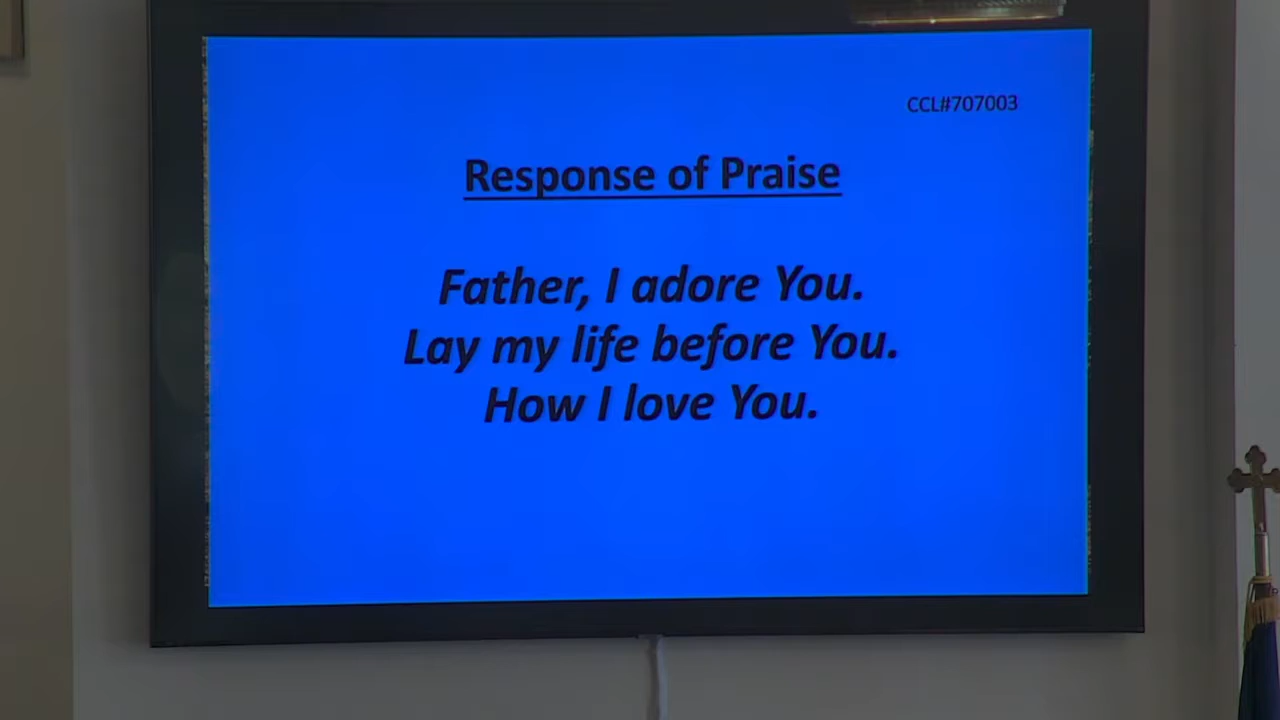 CCL#707003
Response of Praise
Father, I adore You.
Lay my life before You.
How I love You.